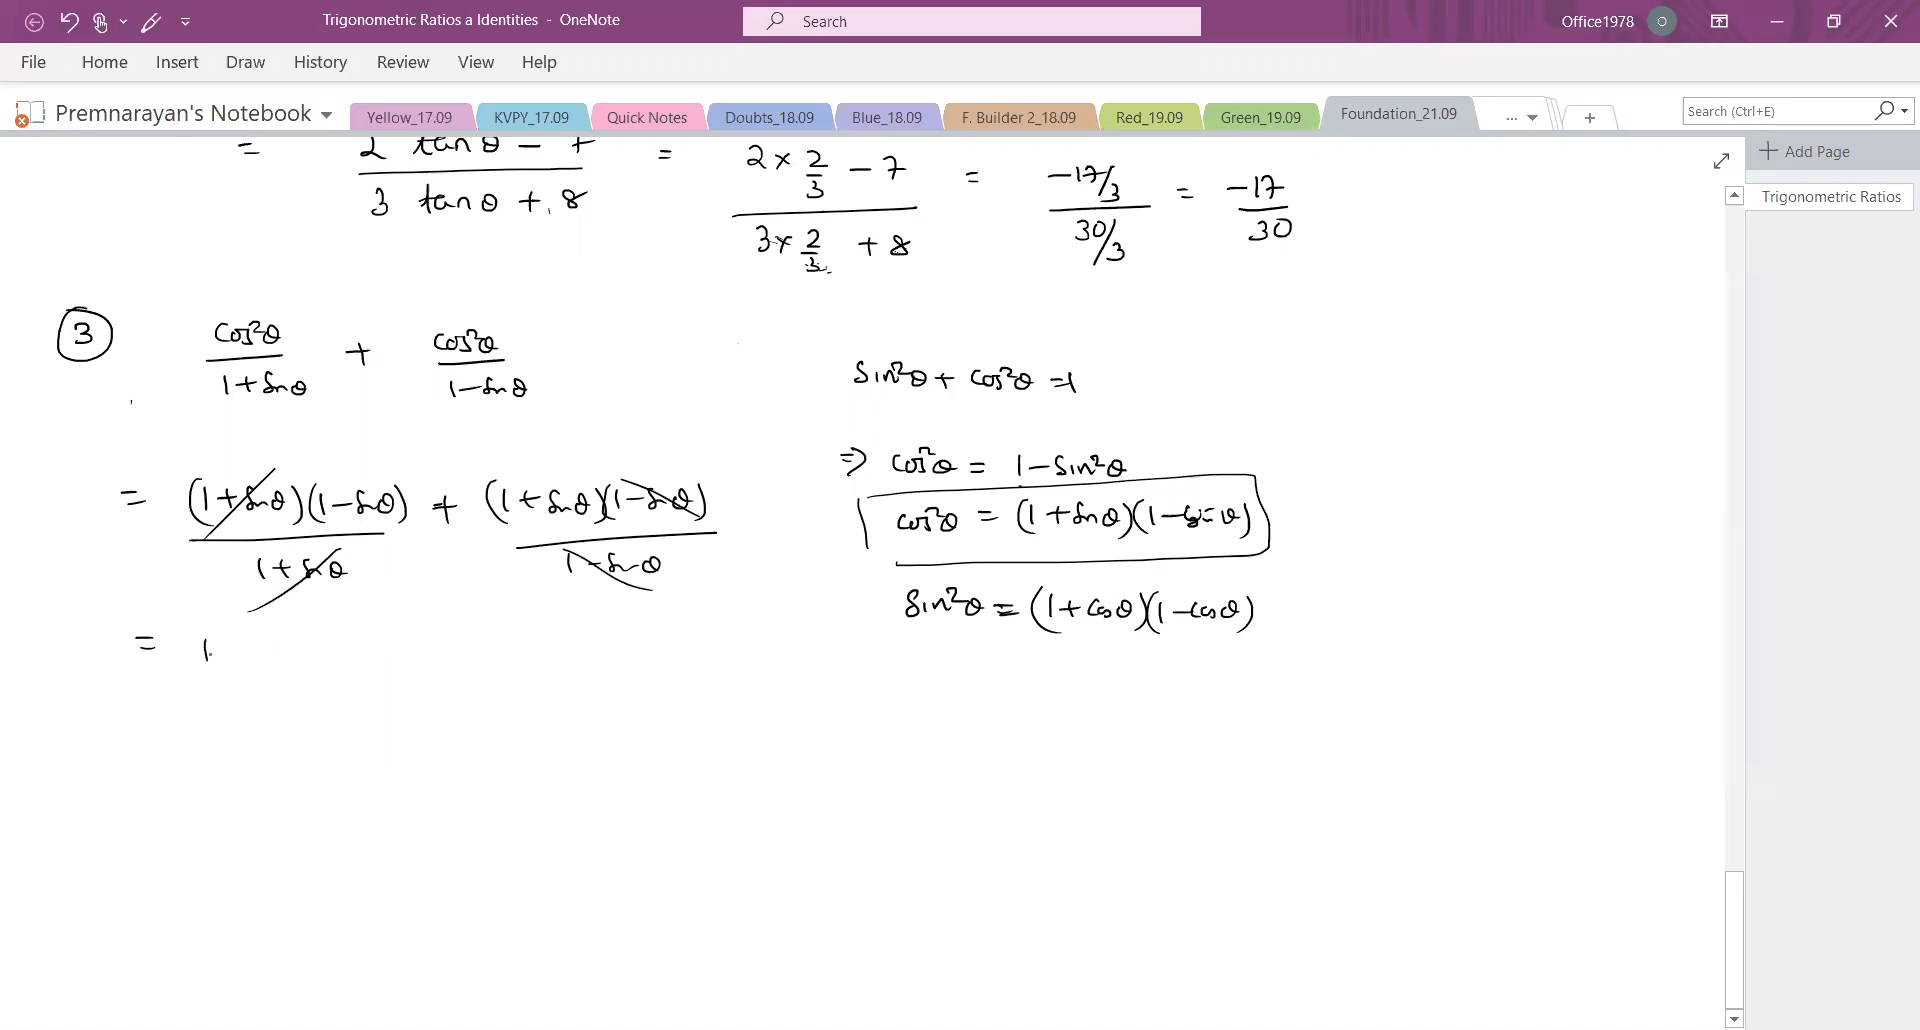 Trigonometric Ratios a Identities - OneNote
Search
Office1978 O
File Home Insert Draw History Review View Help
Premnarayan's Notebook
Yellow_17.09 KVPY_17.09 Quick Notes Doubts_18.09 Blue_18.09 F. Builder 2_18.09 Red_19.09 Green_19.09 Foundation_21.09 ... +
Search (Ctrl+E)
Add Page
Trigonometric Ratios
= (2 tanθ − 7)/(3 tanθ + 8) = (2 × 2/3 − 7)/(3 × 2/3 + 8) = (−17/3)/(30/3) = −17/30
③ cos²θ/(1+sinθ) + cos²θ/(1−sinθ)
= (1+sinθ)(1−sinθ)/(1+sinθ) + (1+sinθ)(1−sinθ)/(1−sinθ)
= 1
sin²θ + cos²θ = 1
⇒ cos²θ = 1 − sin²θ
cos²θ = (1+sinθ)(1−sinθ)
sin²θ = (1+cosθ)(1−cosθ)